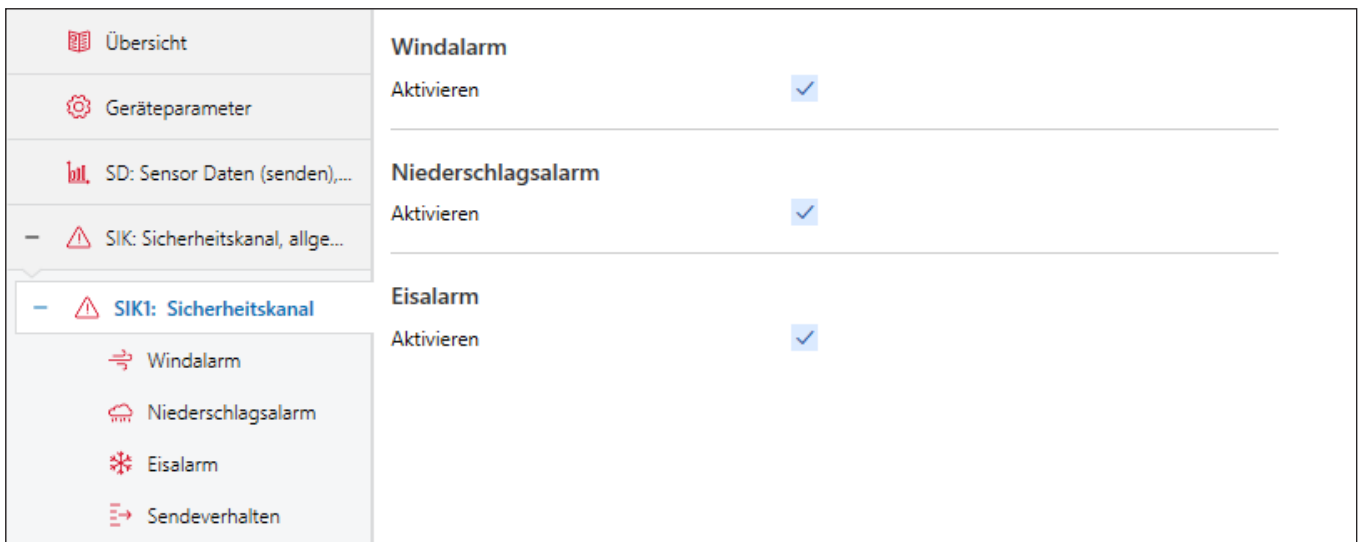 Übersicht
Geräteparameter
SD: Sensor Daten (senden),...
SIK: Sicherheitskanal, allge...
SIK1: Sicherheitskanal
Windalarm
Niederschlagsalarm
Eisalarm
Sendeverhalten
Windalarm
Aktivieren
Niederschlagsalarm
Aktivieren
Eisalarm
Aktivieren